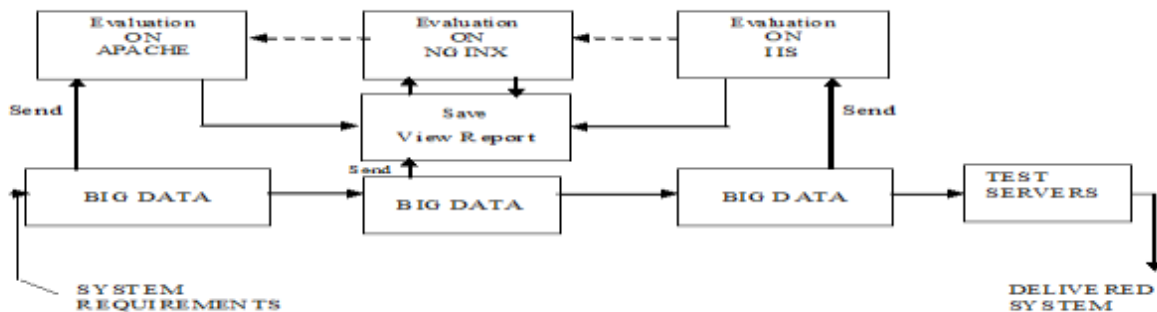 Evaluation
ON
APACHE
Evaluation
ON
NGINX
Evaluation
ON
IIS
Send
Save
View Report
Send
Send
BIG DATA
BIG DATA
BIG DATA
TEST
SERVERS
SYSTEM
REQUIREMENTS
DELIVERED
SYSTEM